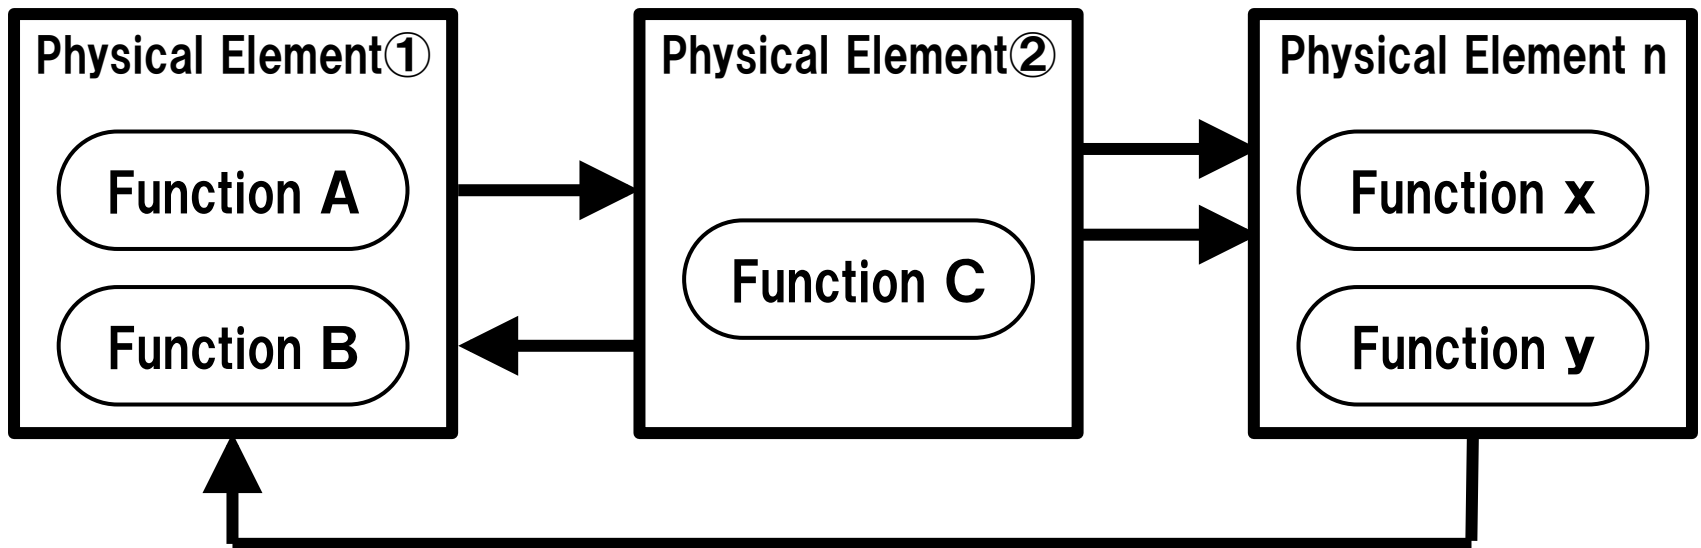 Physical Element①
Function A
Function B
Physical Element②
Function C
Physical Element n
Function x
Function y